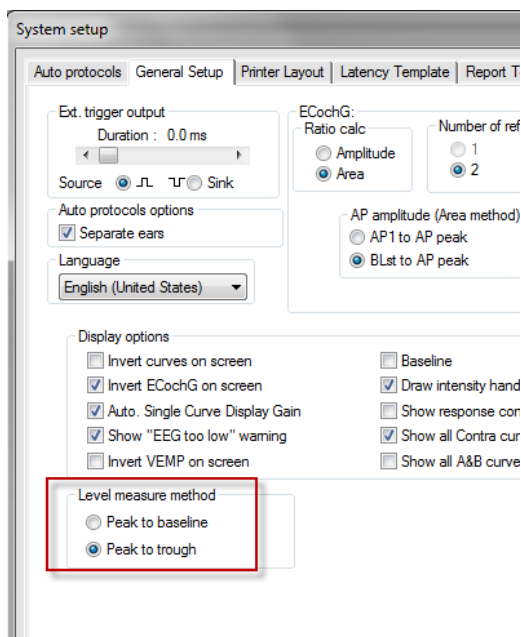 System setup
Auto protocols General Setup Printer Layout Latency Template Report T
Ext. trigger output
Duration : 0.0 ms
Source Sink
Auto protocols options
Separate ears
Language
English (United States)
ECochG:
Ratio calc
Amplitude
Area
Number of ref
1
2
AP amplitude (Area method)
AP1 to AP peak
BLst to AP peak
Display options
Invert curves on screen
Invert ECochG on screen
Auto. Single Curve Display Gain
Show "EEG too low" warning
Invert VEMP on screen
Baseline
Draw intensity hand
Show response con
Show all Contra cur
Show all A&B curve
Level measure method
Peak to baseline
Peak to trough